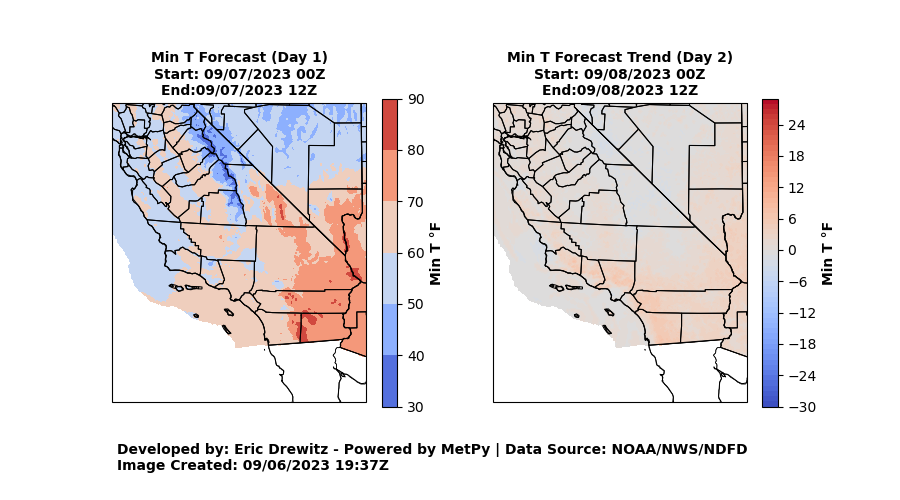 Min T Forecast (Day 1)
Start: 09/07/2023 00Z
End:09/07/2023 12Z
90
80
70
60
50
40
30
Min T °F
Min T Forecast Trend (Day 2)
Start: 09/08/2023 00Z
End:09/08/2023 12Z
24
18
12
6
0
−6
−12
−18
−24
−30
Min T °F
Developed by: Eric Drewitz - Powered by MetPy | Data Source: NOAA/NWS/NDFD
Image Created: 09/06/2023 19:37Z